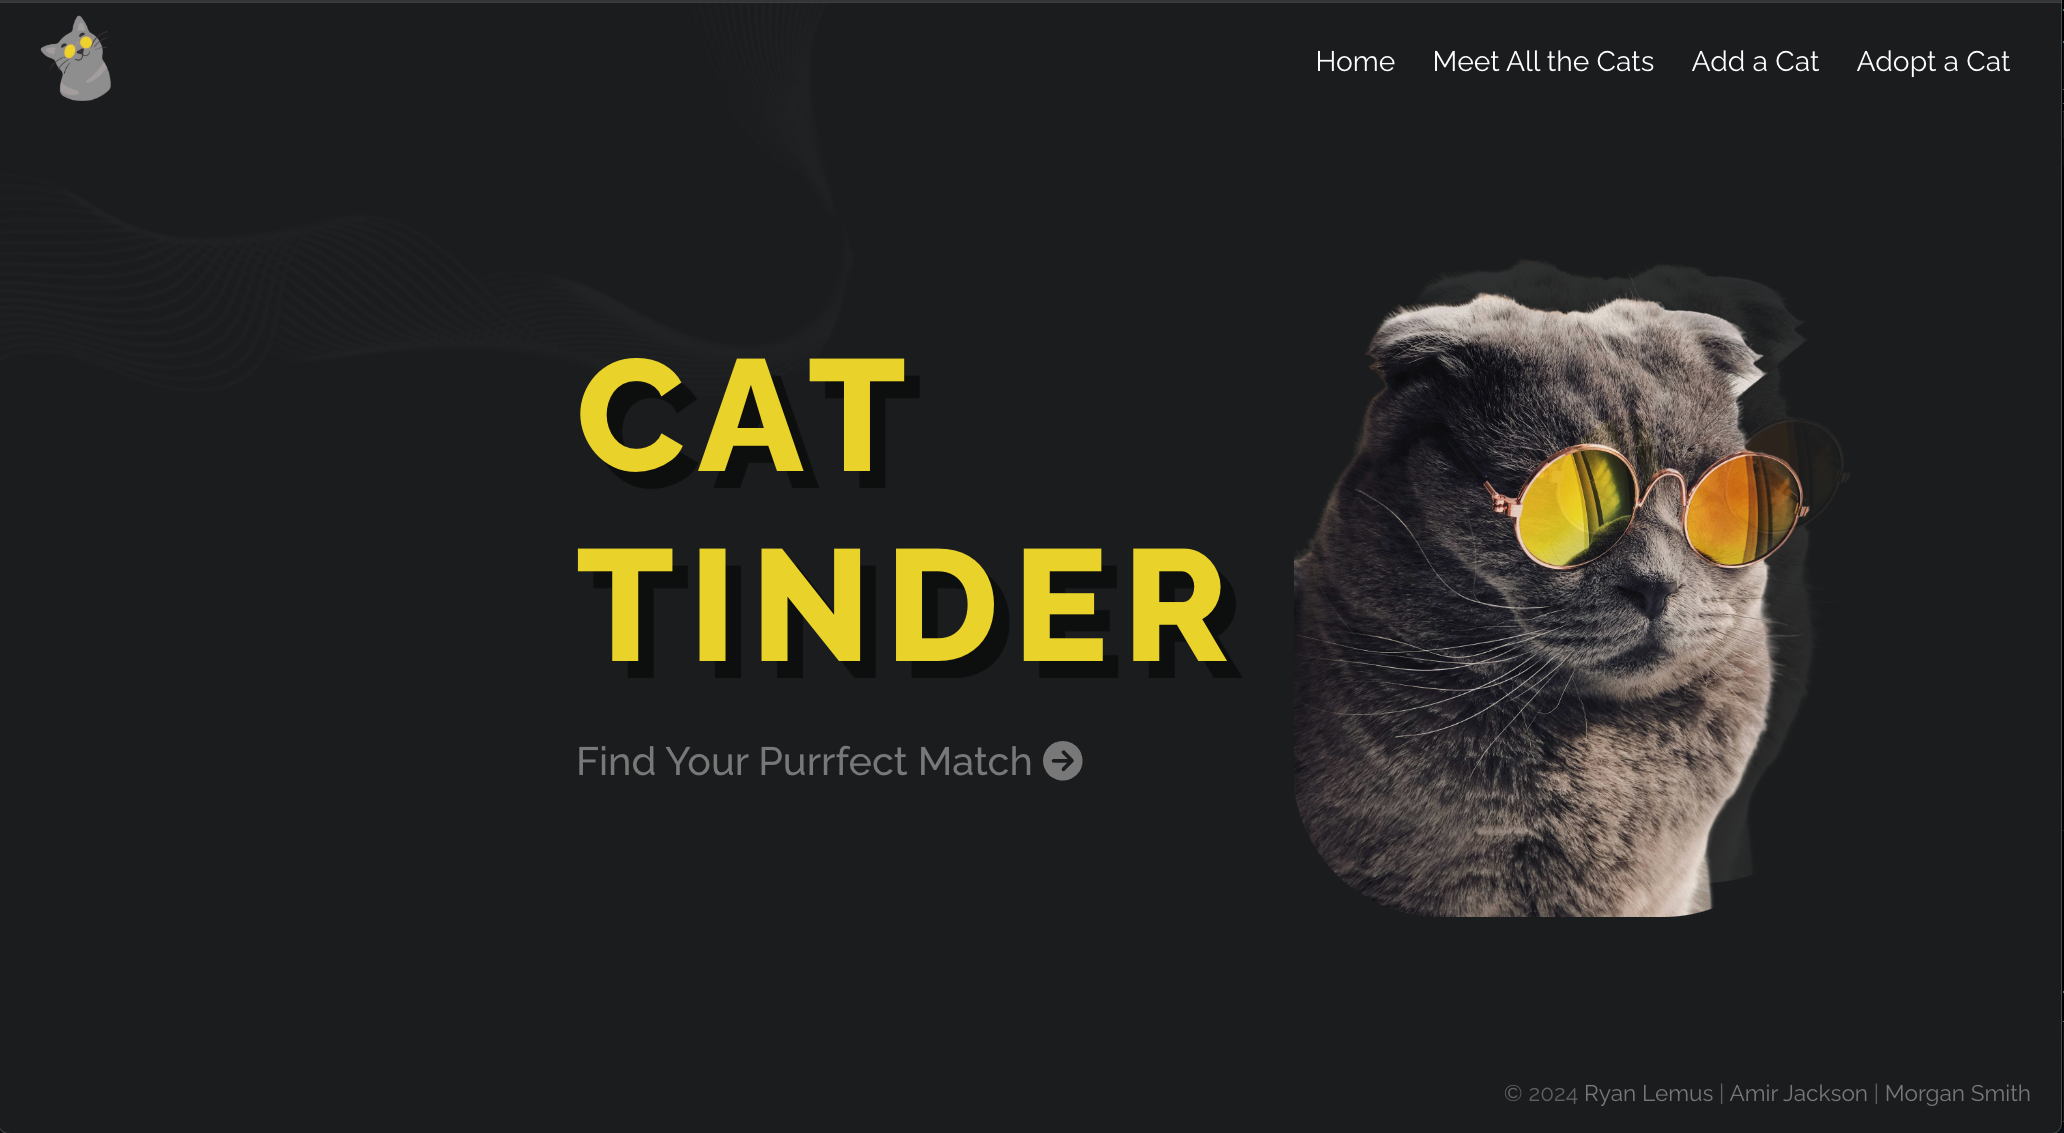 Home Meet All the Cats Add a Cat Adopt a Cat
CAT
TINDER
Find Your Purrfect Match
© 2024 Ryan Lemus | Amir Jackson | Morgan Smith